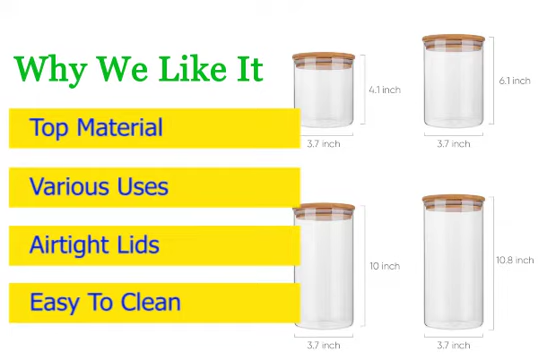 Why We Like It
Top Material
Various Uses
Airtight Lids
Easy To Clean
4.1 inch
3.7 inch
6.1 inch
3.7 inch
10 inch
3.7 inch
10.8 inch
3.7 inch